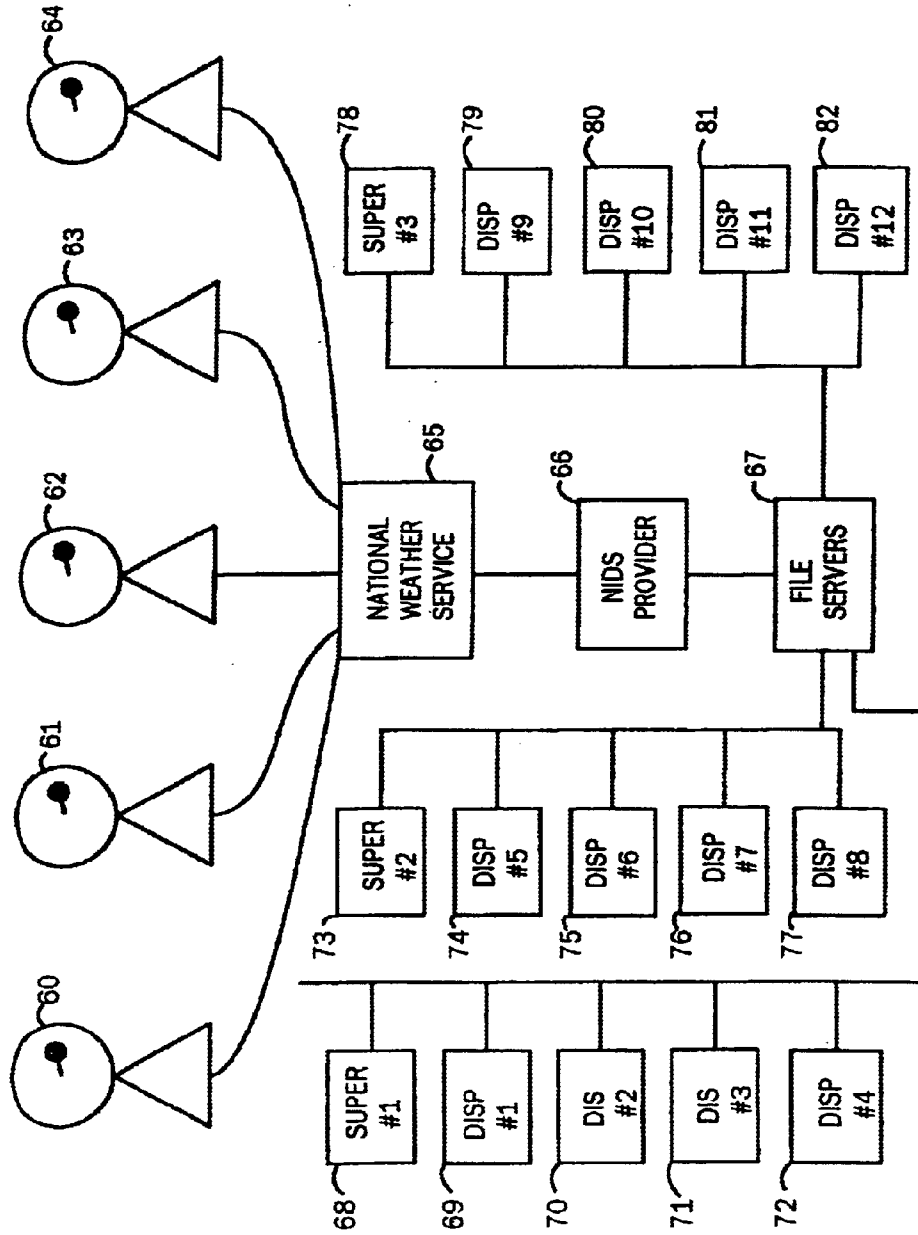 60
61
62
63
64
NATIONAL
WEATHER
SERVICE
65
NIDS
PROVIDER
66
FILE
SERVERS
67
68
SUPER
#1
69
DISP
#1
70
DIS
#2
71
DIS
#3
72
DISP
#4
73
SUPER
#2
74
DISP
#5
75
DISP
#6
76
DISP
#7
77
DISP
#8
SUPER
#3
78
DISP
#9
79
DISP
#10
80
DISP
#11
81
DISP
#12
82